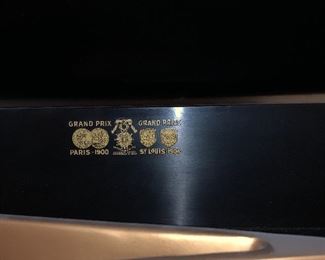 GRAND PRIX
PARIS - 1900
GRAND PRIX
ST LOUIS - 1904